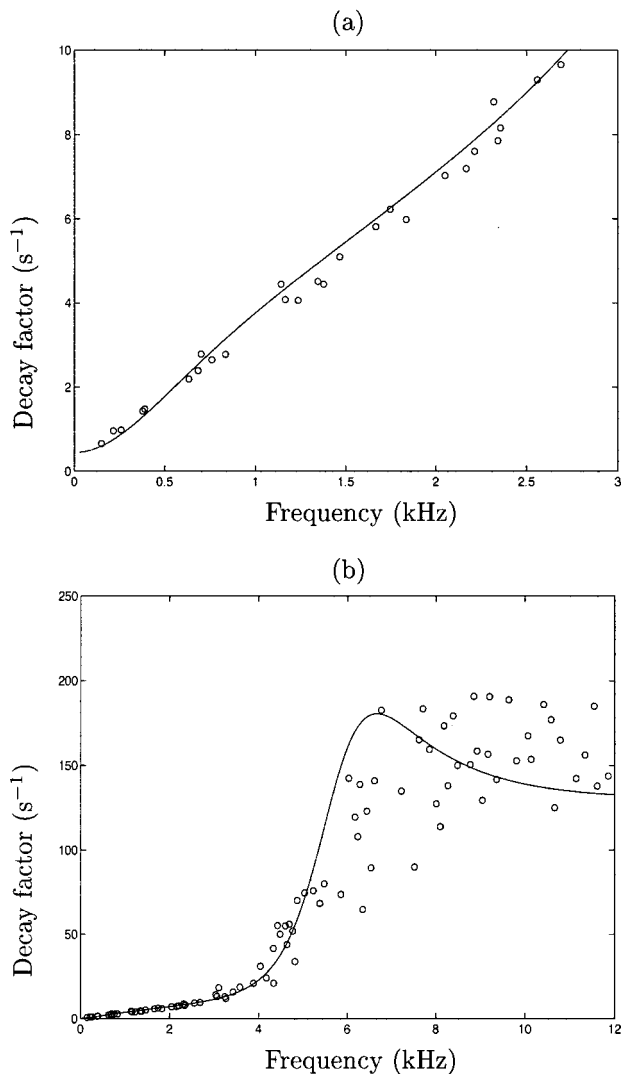 (a)
10
8
6
4
2
0
0 0.5 1 1.5 2 2.5 3
Decay factor (s⁻¹)
Frequency (kHz)
(b)
250
200
150
100
50
0
0 2 4 6 8 10 12
Decay factor (s⁻¹)
Frequency (kHz)